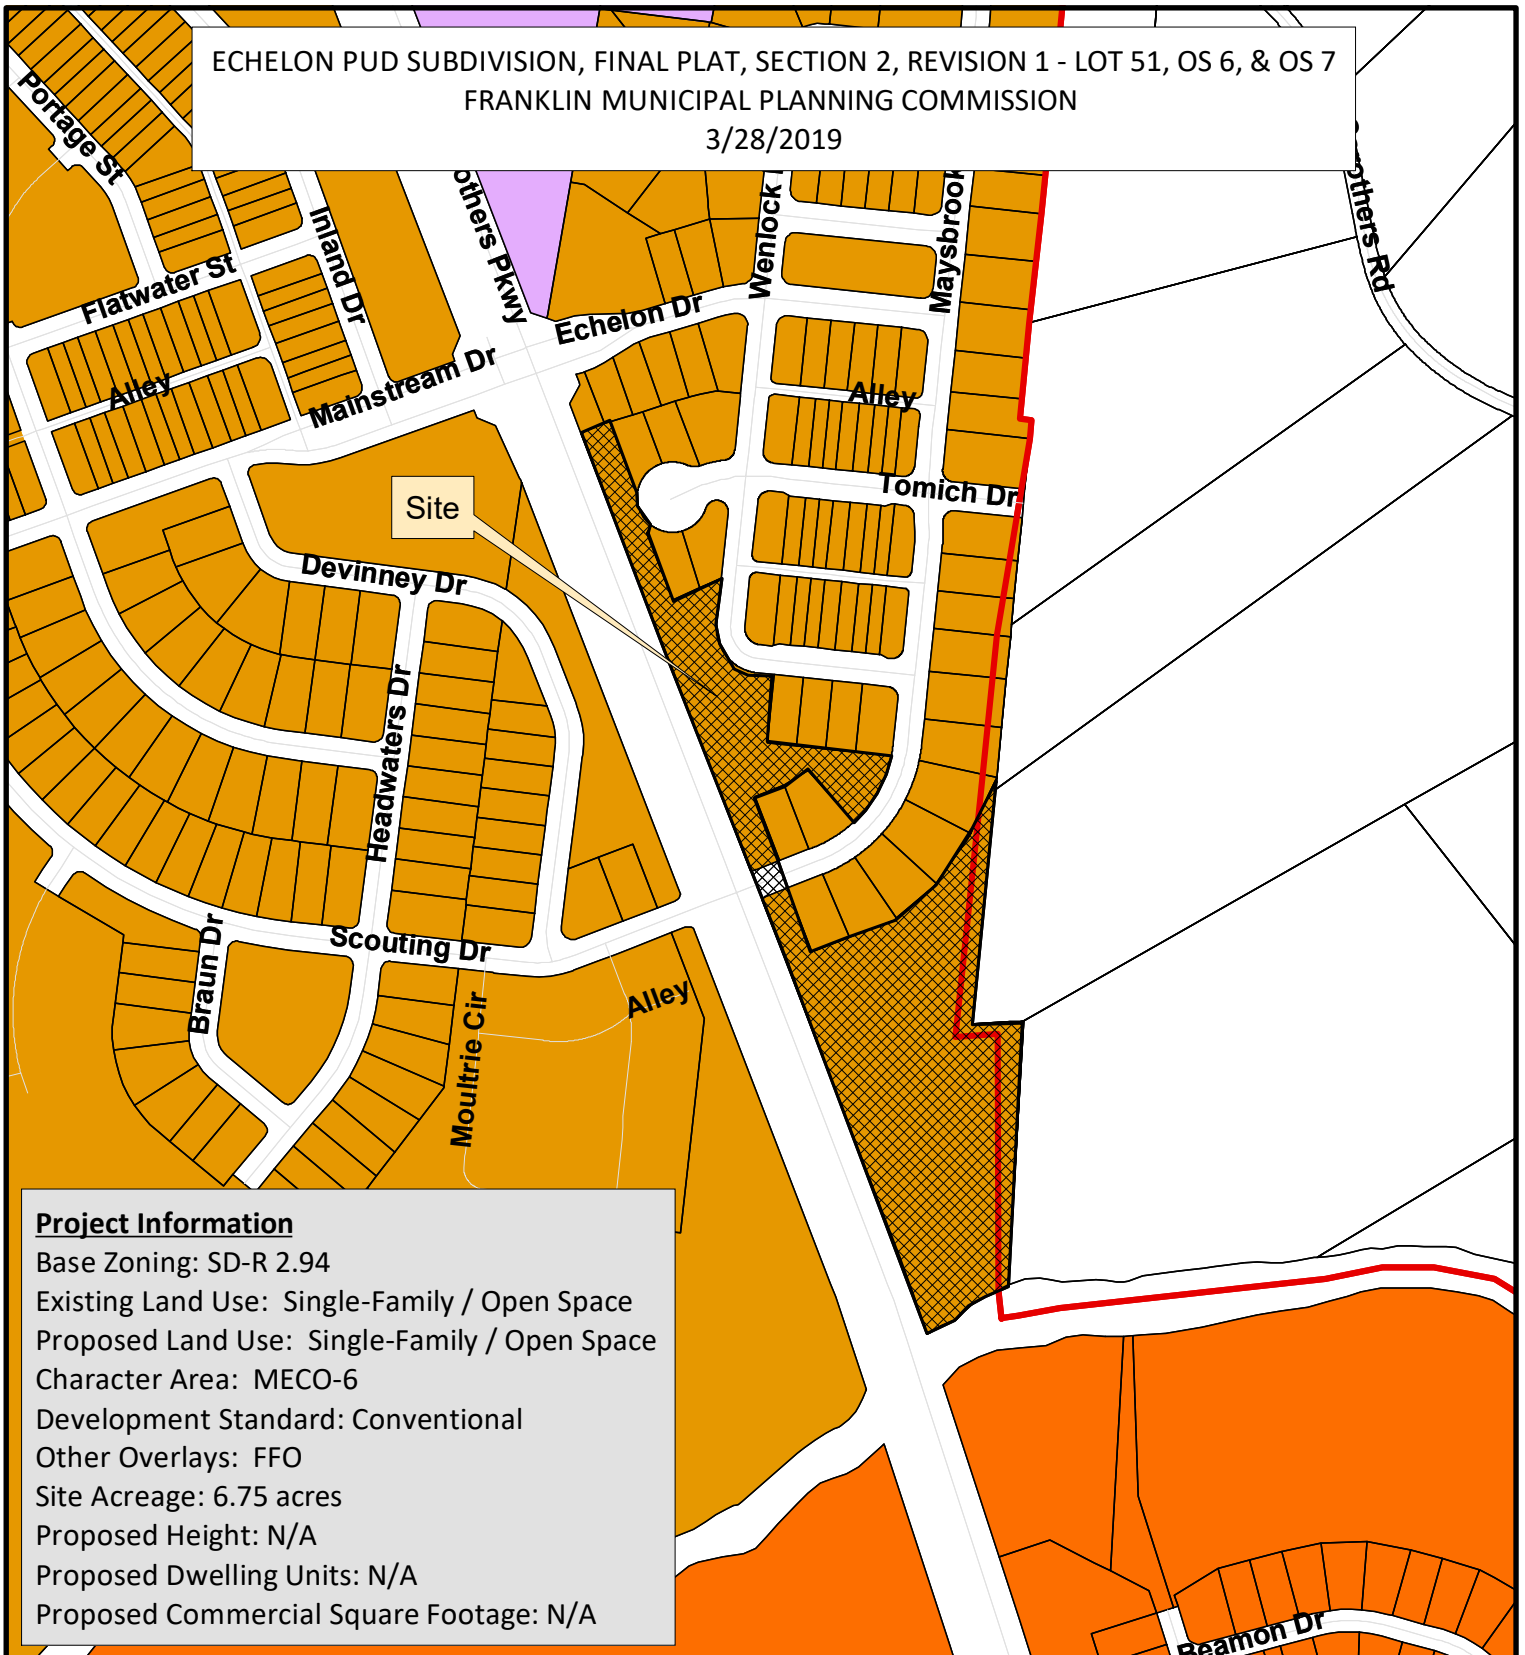 ECHELON PUD SUBDIVISION, FINAL PLAT, SECTION 2, REVISION 1 - LOT 51, OS 6, & OS 7
FRANKLIN MUNICIPAL PLANNING COMMISSION
3/28/2019
Portage St
Inland Dr
Flatwater St
Alley
Mainstream Dr
others Pkwy
Echelon Dr
Wenlock
Maysbrook
others Rd
Alley
Tomich Dr
Site
Devinney Dr
Headwaters Dr
Scouting Dr
Braun Dr
Moultrie Cir
Alley
Project Information
Base Zoning: SD-R 2.94
Existing Land Use: Single-Family / Open Space
Proposed Land Use: Single-Family / Open Space
Character Area: MECO-6
Development Standard: Conventional
Other Overlays: FFO
Site Acreage: 6.75 acres
Proposed Height: N/A
Proposed Dwelling Units: N/A
Proposed Commercial Square Footage: N/A
Beamon Dr